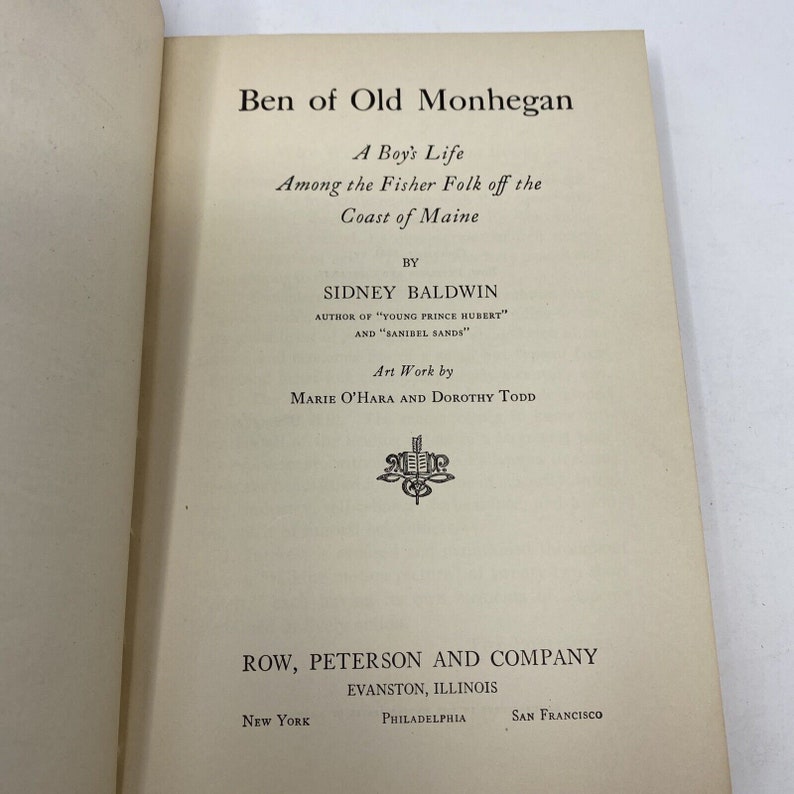 Ben of Old Monhegan
A Boy's Life
Among the Fisher Folk off the
Coast of Maine
BY
SIDNEY BALDWIN
AUTHOR OF "YOUNG PRINCE HUBERT"
AND "SANIBEL SANDS"
Art Work by
MARIE O'HARA AND DOROTHY TODD
ROW, PETERSON AND COMPANY
EVANSTON, ILLINOIS
NEW YORK PHILADELPHIA SAN FRANCISCO